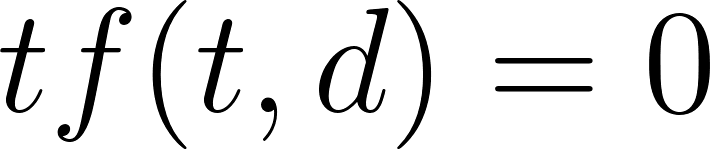 tf(t, d) = 0